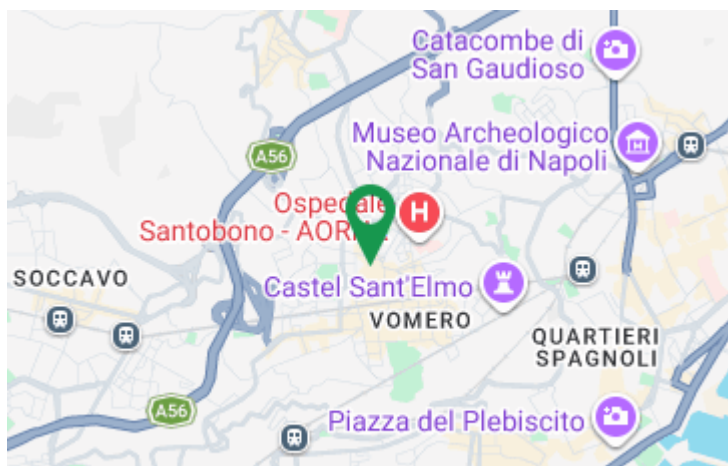 Catacombe di
San Gaudioso
Museo Archeologico
Nazionale di Napoli
A56
Ospedale
Santobono -
H
SOCCAVO
Castel Sant'Elmo
VOMERO
QUARTIERI
SPAGNOLI
A56
Piazza del Plebiscito